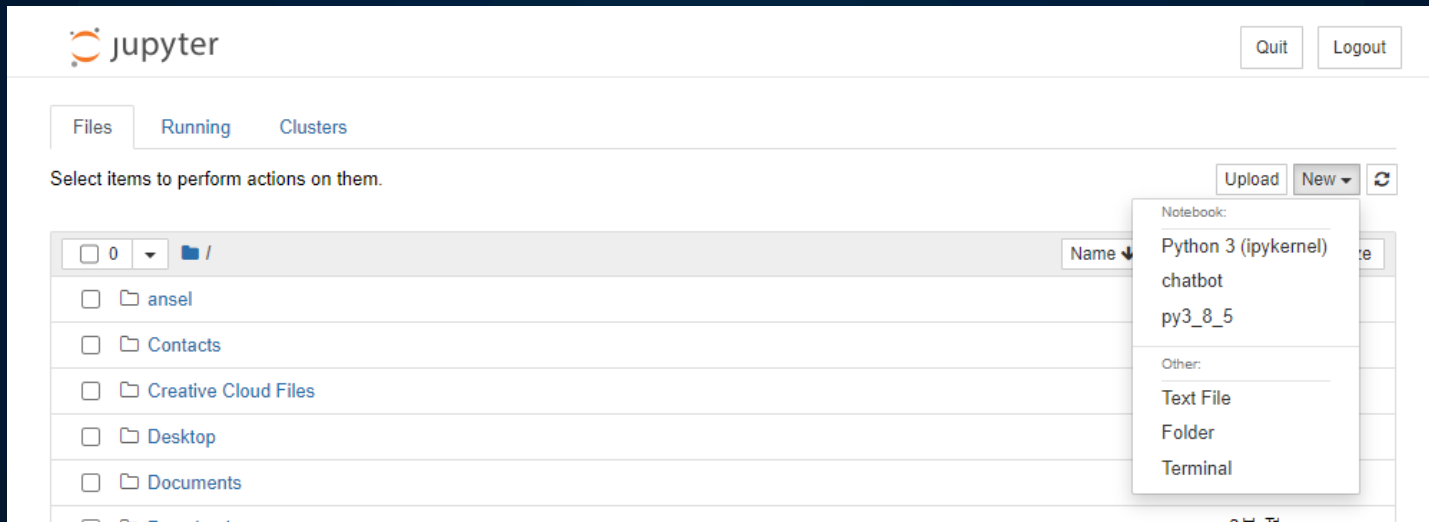 jupyter
Quit Logout
Files Running Clusters
Select items to perform actions on them.
Upload New
Notebook:
0 /
Name
Python 3 (ipykernel)
chatbot
py3_8_5
ansel
Contacts
Creative Cloud Files
Desktop
Documents
Other:
Text File
Folder
Terminal